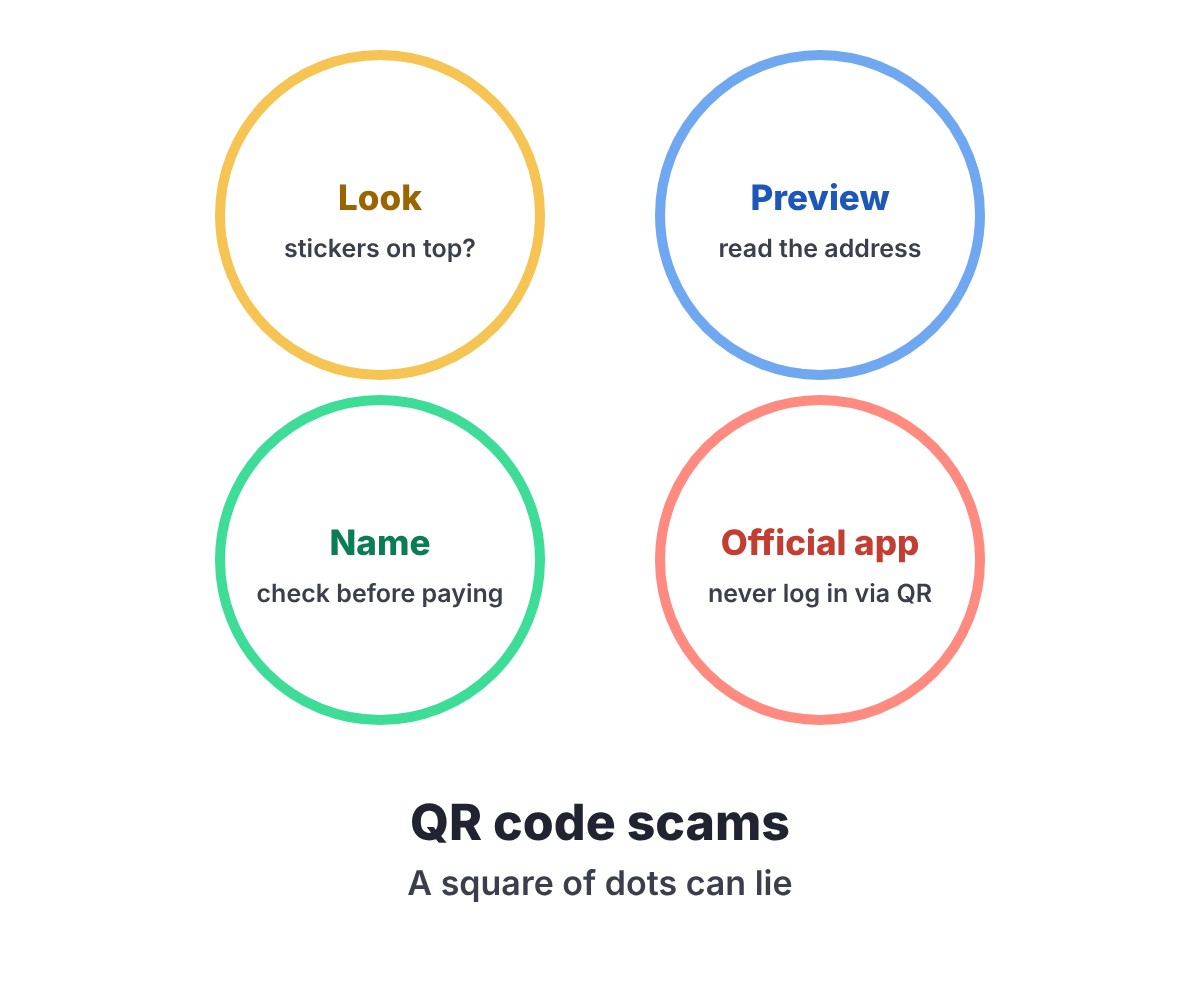 Look
stickers on top?
Preview
read the address
Name
check before paying
Official app
never log in via QR
QR code scams
A square of dots can lie